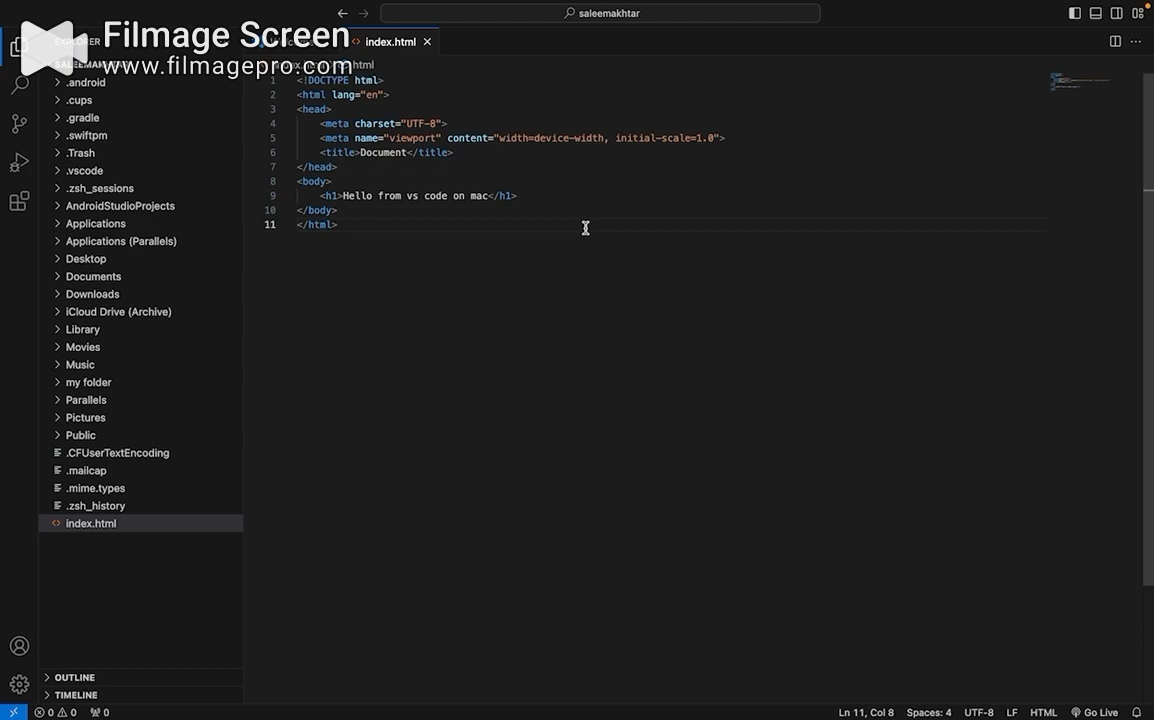 saleemakhtar
Filmage Screen
www.filmagepro.com
EXPLORER
index.html
html
.android
.cups
.gradle
.swiftpm
.Trash
.vscode
.zsh_sessions
AndroidStudioProjects
Applications
Applications (Parallels)
Desktop
Documents
Downloads
iCloud Drive (Archive)
Library
Movies
Music
my folder
Parallels
Pictures
Public
.CFUserTextEncoding
.mailcap
.mime.types
.zsh_history
index.html
OUTLINE
TIMELINE
1 <!DOCTYPE html>
2 <html lang="en">
3 <head>
4 <meta charset="UTF-8">
5 <meta name="viewport" content="width=device-width, initial-scale=1.0">
6 <title>Document</title>
7 </head>
8 <body>
9 <h1>Hello from vs code on mac</h1>
10 </body>
11 </html>
0 0 0
Ln 11, Col 8 Spaces: 4 UTF-8 LF HTML Go Live